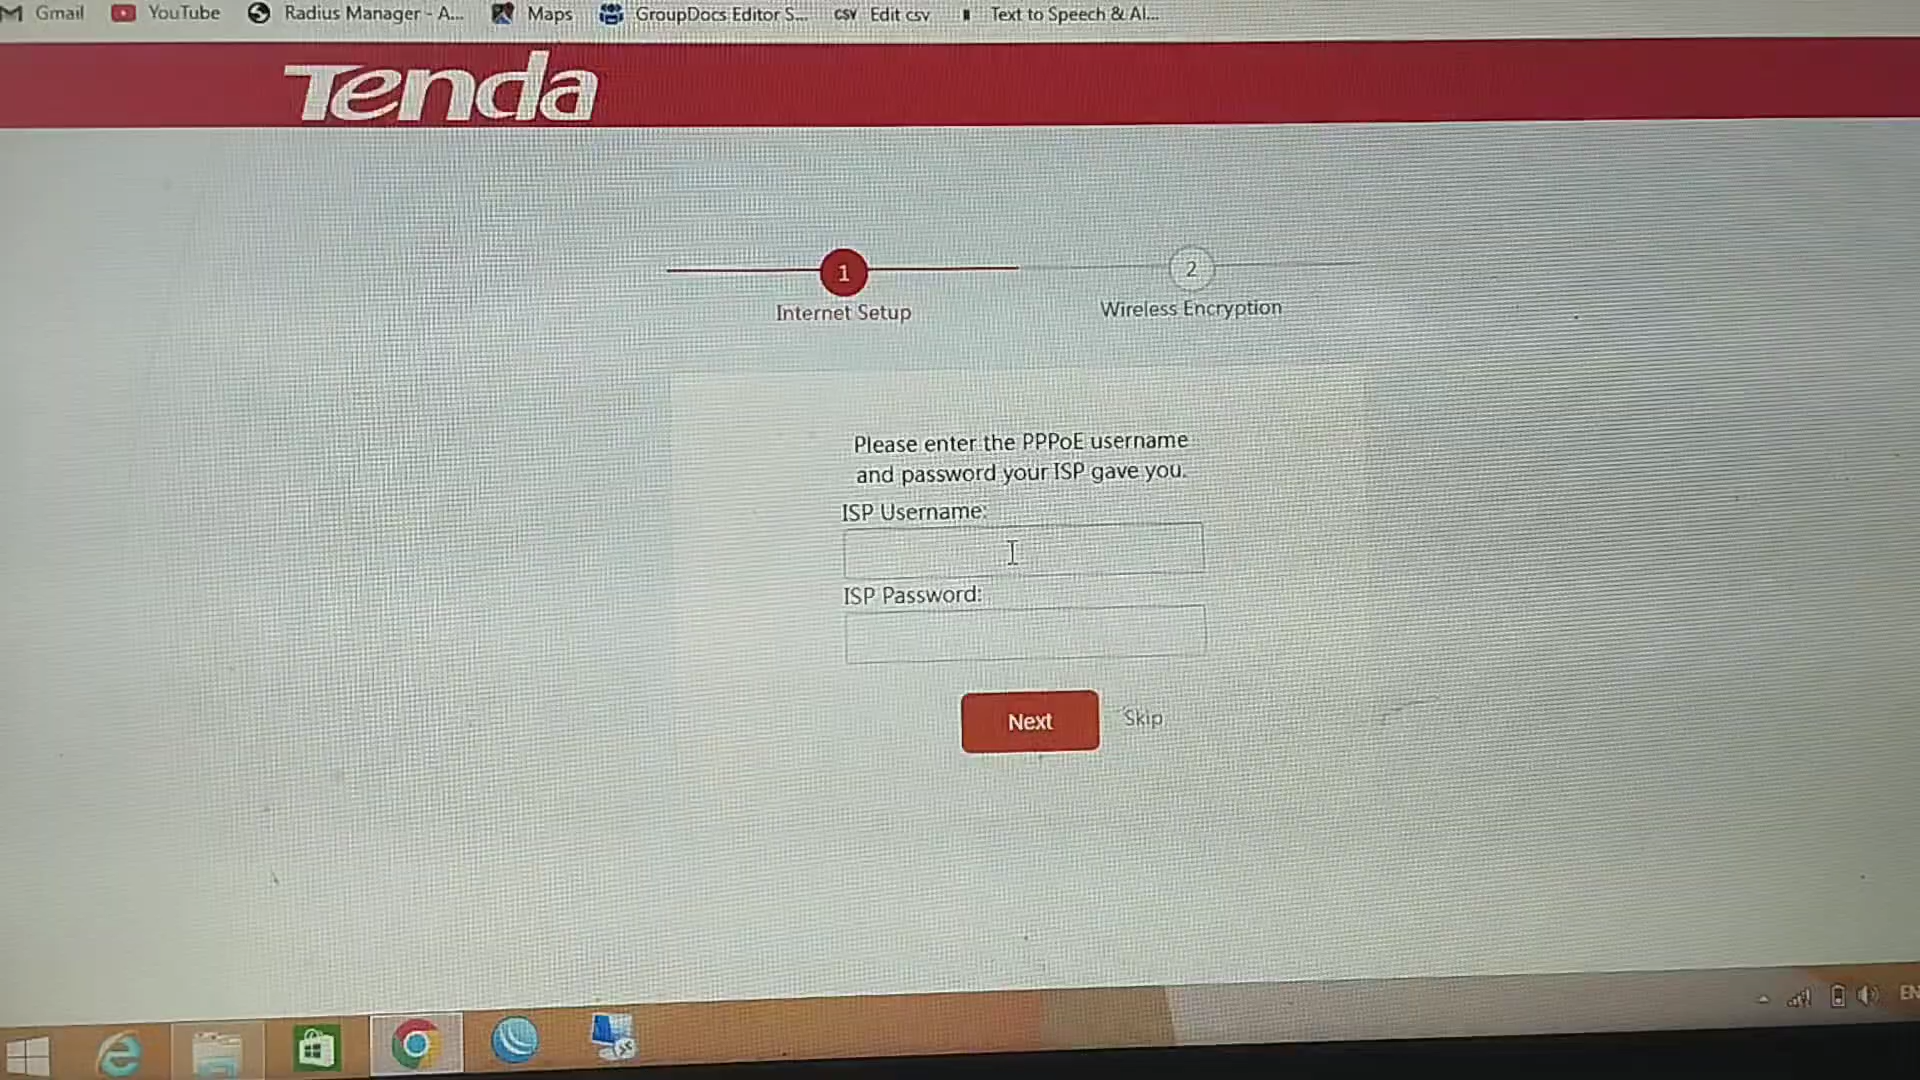 Gmail YouTube Radius Manager - A... Maps GroupDocs Editor S... CSV Edit csv Text to Speech & AI...
Tenda
1 2
Internet Setup Wireless Encryption
Please enter the PPPoE username
and password your ISP gave you.
ISP Username:
ISP Password:
Next Skip
EN